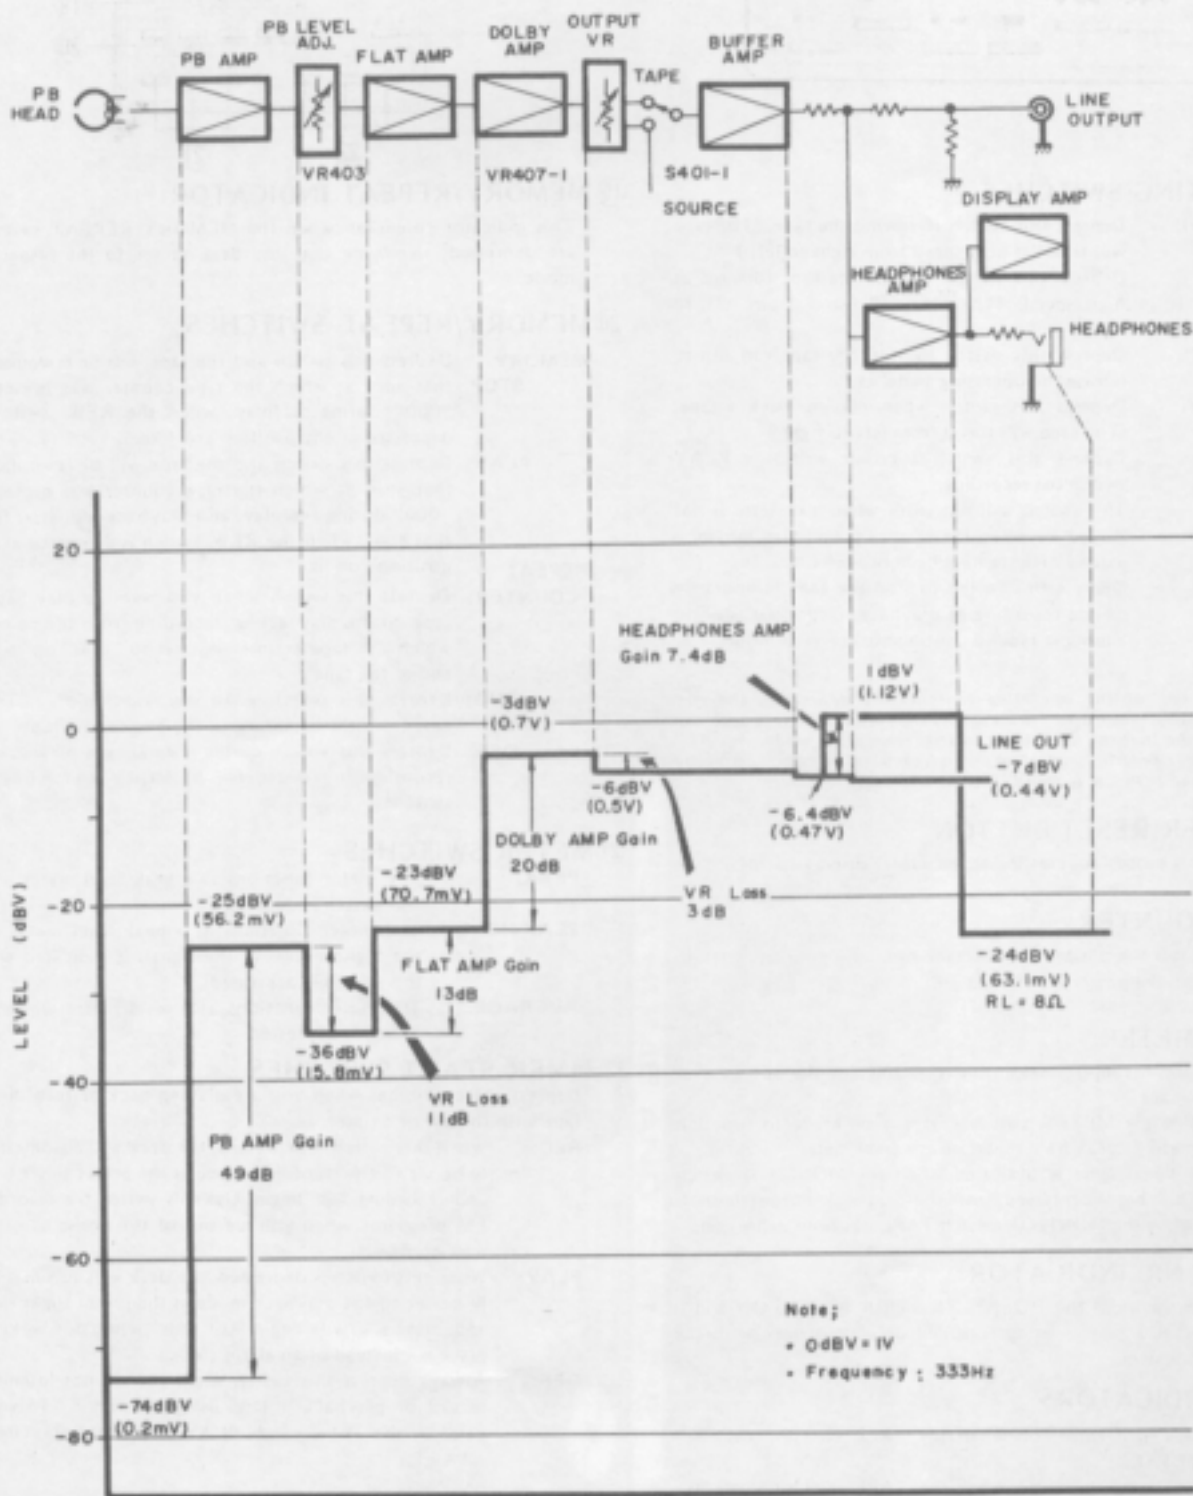 PB HEAD
PB AMP
PB LEVEL ADJ.
FLAT AMP
DOLBY AMP
OUTPUT VR
TAPE
BUFFER AMP
LINE OUTPUT
VR403
VR407-1
S401-1
SOURCE
DISPLAY AMP
HEADPHONES AMP
HEADPHONES
LEVEL (dBV)
20
0
-20
-40
-60
-80
HEADPHONES AMP
Gain 7.4dB
1dBV
(1.12V)
-3dBV
(0.7V)
LINE OUT
-7dBV
(0.44V)
-6dBV
(0.5V)
-6.4dBV
(0.47V)
DOLBY AMP Gain
20dB
-23dBV
(70.7mV)
-25dBV
(56.2mV)
VR Loss
3dB
FLAT AMP Gain
13dB
-24dBV
(63.1mV)
RL = 8Ω
-36dBV
(15.8mV)
VR Loss
11dB
PB AMP Gain
49dB
Note;
• 0dBV = 1V
• Frequency : 333Hz
-74dBV
(0.2mV)